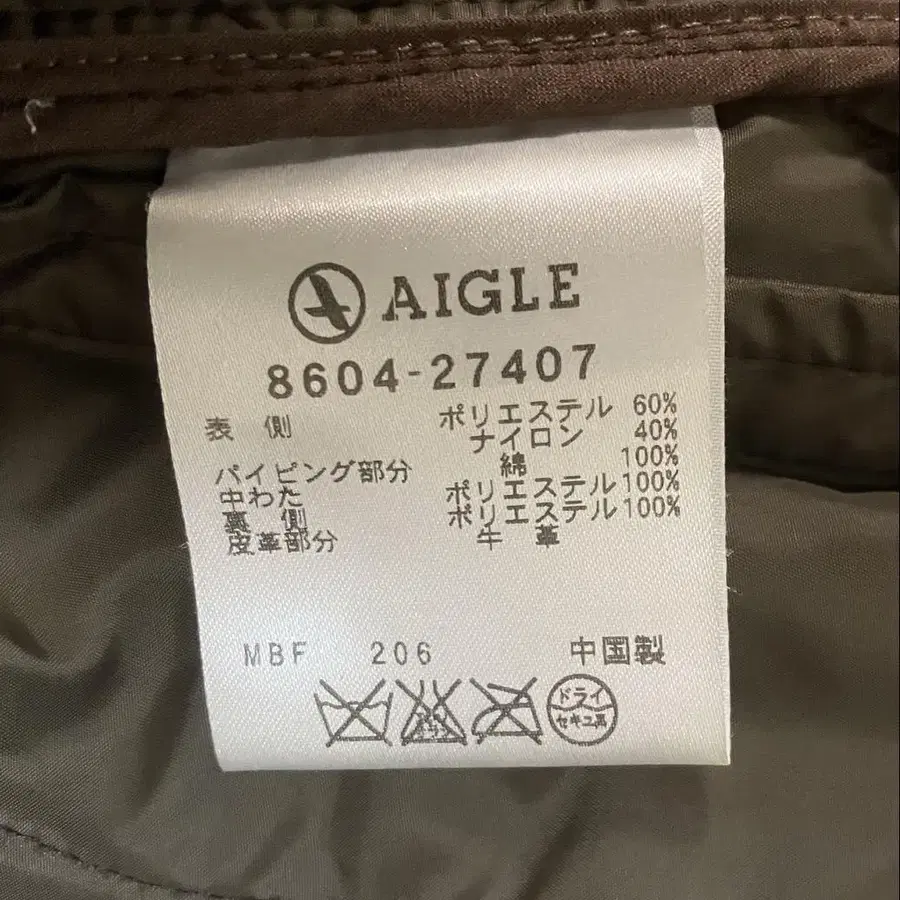 AIGLE
8604-27407
表側 ポリエステル 60%
ナイロン 40%
綿 100%
パイピング部分
中わた ポリエステル 100%
裏側 ポリエステル 100%
皮革部分 牛革
MBF 206 中国製
ドライ
セキユ系